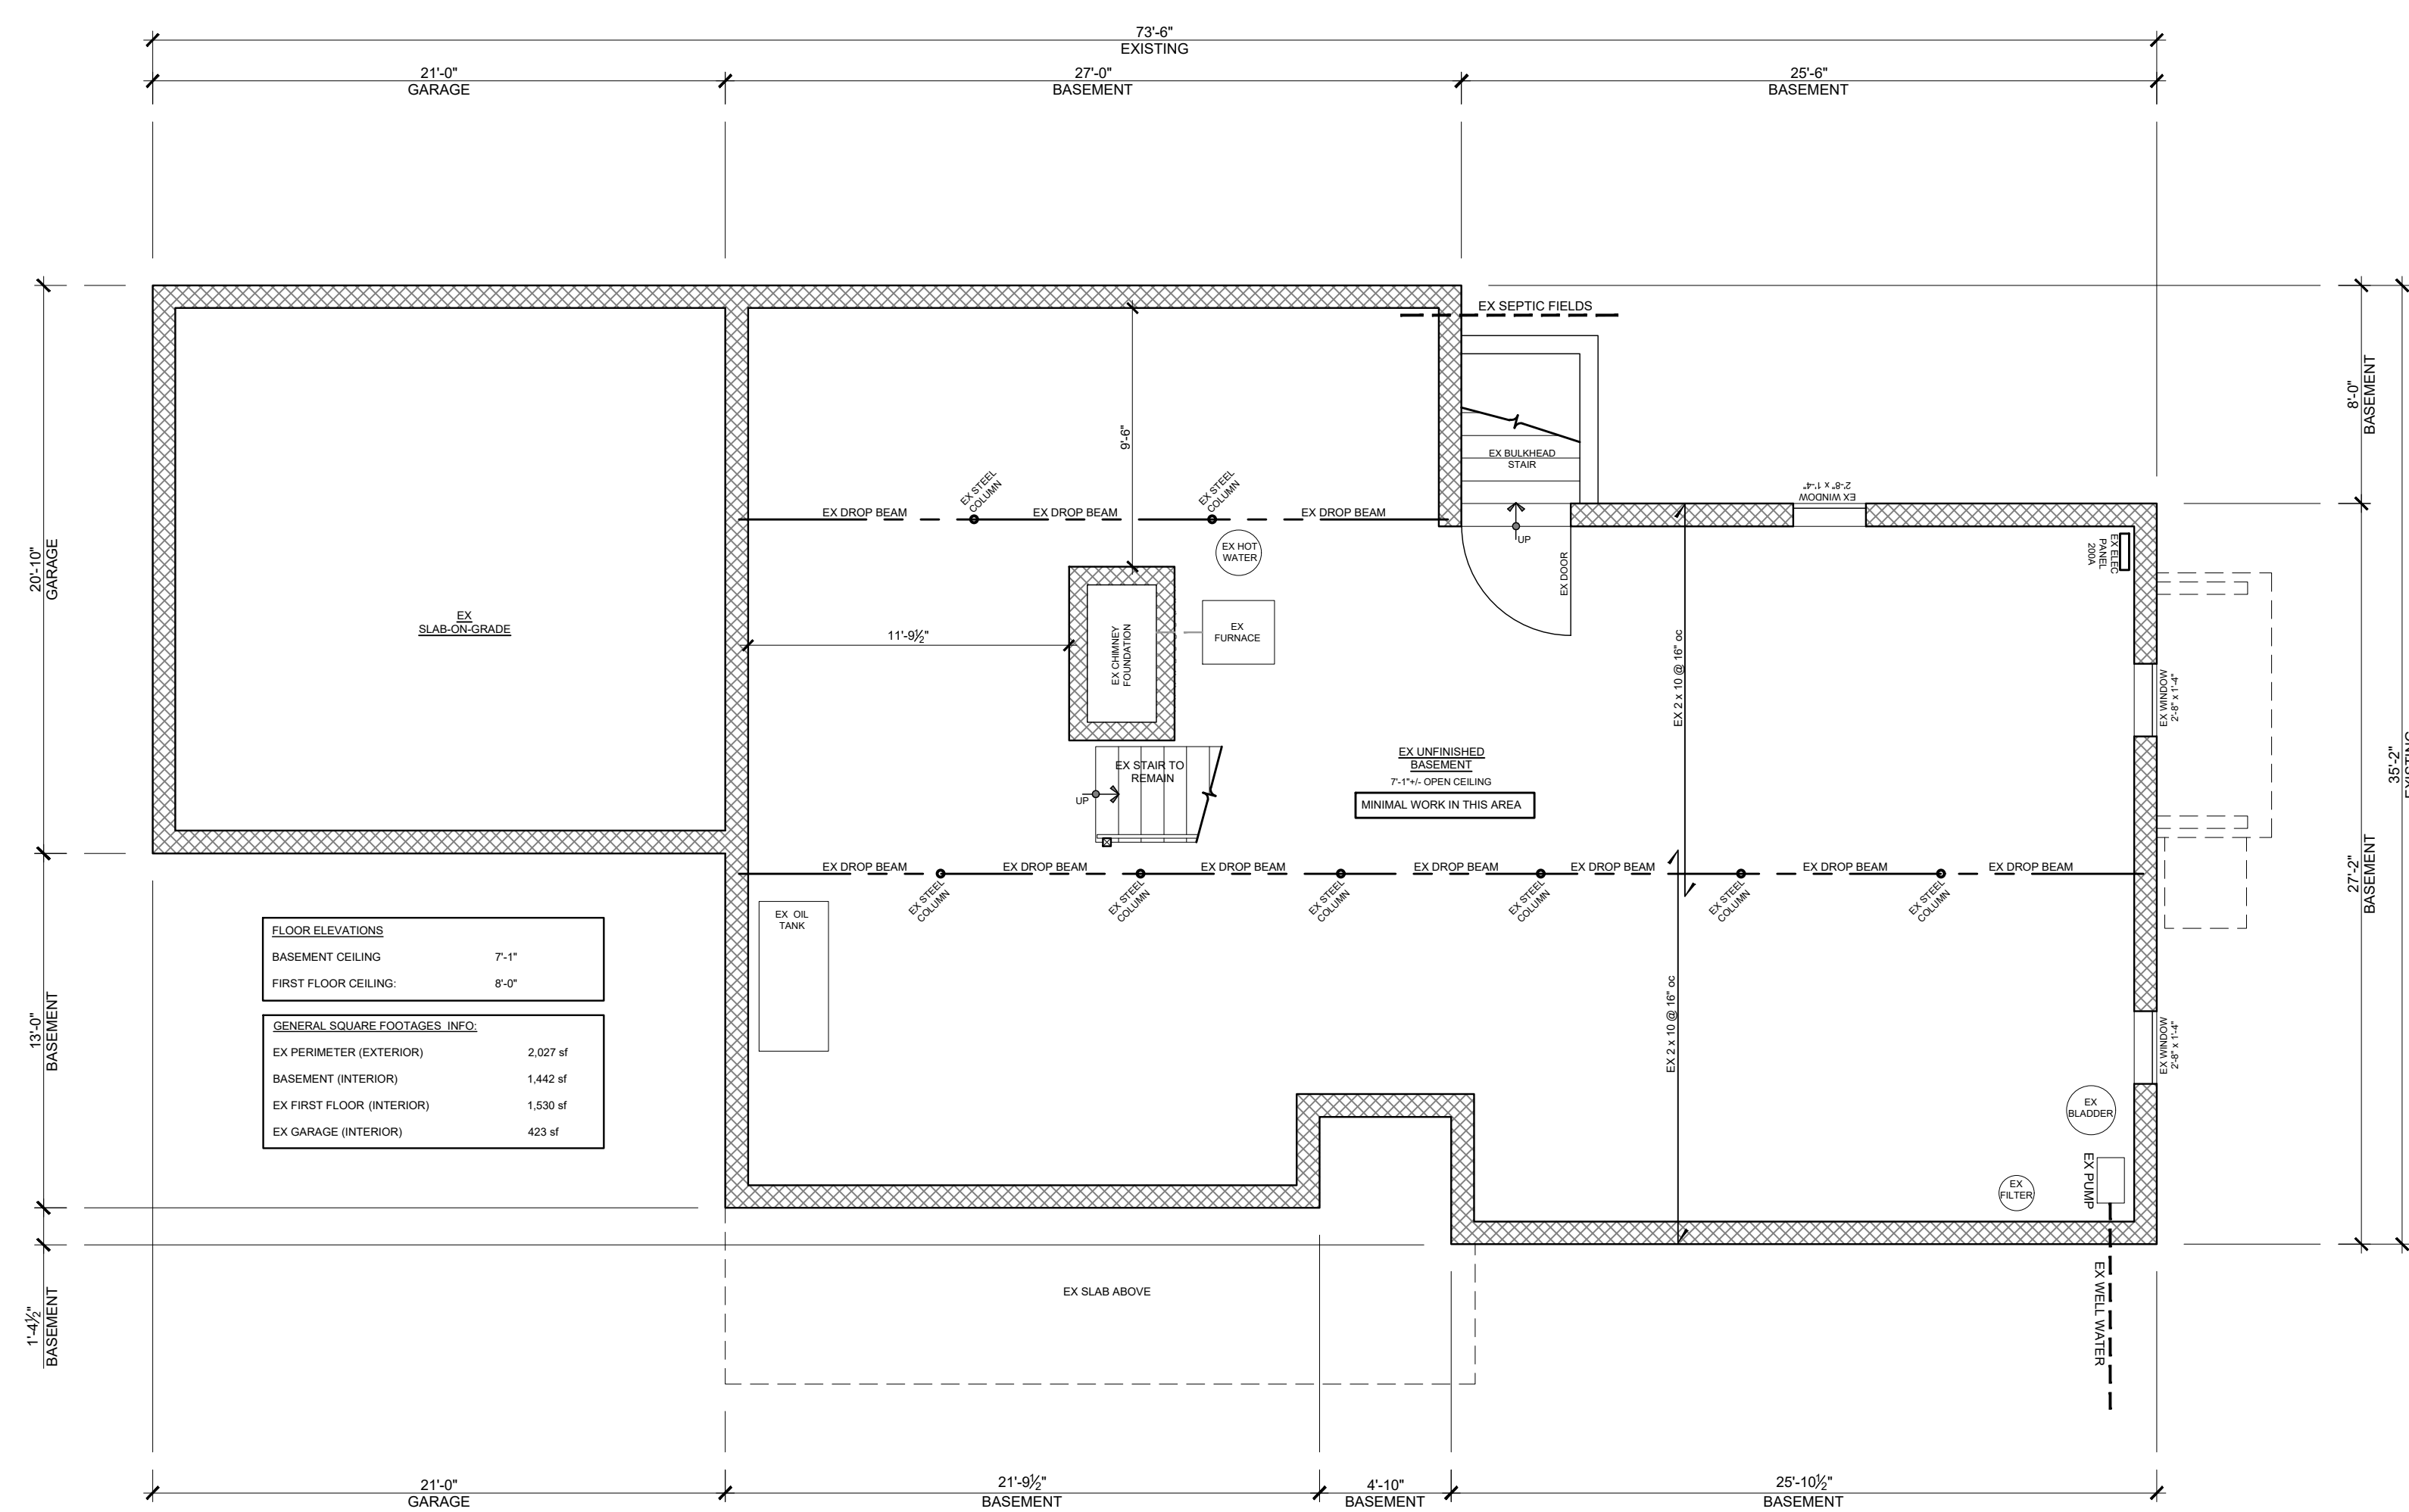 73'-6"
EXISTING
21'-0"
GARAGE
27'-0"
BASEMENT
25'-6"
BASEMENT
EX SEPTIC FIELDS
8'-0"
BASEMENT
9'-6"
EX BULKHEAD
STAIR
EX STEEL
COLUMN
EX STEEL
COLUMN
EX WINDOW
2'-8" x 1'-4"
EX DROP BEAM
EX DROP BEAM
EX DROP BEAM
UP
EX HOT
WATER
EX DOOR
EX ELEC
PANEL
200A
20'-10"
GARAGE
EX
SLAB-ON-GRADE
11'-9½"
EX CHIMNEY
FOUNDATION
EX
FURNACE
EX 2 x 10 @ 16" oc
EX WINDOW
2'-8" x 1'-4"
EX STAIR TO
REMAIN
UP
EX UNFINISHED
BASEMENT
7'-1"+/- OPEN CEILING
MINIMAL WORK IN THIS AREA
35'-2"
EXISTING
27'-2"
BASEMENT
EX DROP BEAM
EX DROP BEAM
EX DROP BEAM
EX DROP BEAM
EX DROP BEAM
EX DROP BEAM
EX DROP BEAM
EX STEEL
COLUMN
EX STEEL
COLUMN
EX STEEL
COLUMN
EX STEEL
COLUMN
EX STEEL
COLUMN
EX STEEL
COLUMN
EX OIL
TANK
FLOOR ELEVATIONS
BASEMENT CEILING 7'-1"
FIRST FLOOR CEILING: 8'-0"
13'-0"
BASEMENT
GENERAL SQUARE FOOTAGES INFO:
EX PERIMETER (EXTERIOR) 2,027 sf
BASEMENT (INTERIOR) 1,442 sf
EX FIRST FLOOR (INTERIOR) 1,530 sf
EX GARAGE (INTERIOR) 423 sf
EX 2 x 10 @ 16" oc
EX WINDOW
2'-8" x 1'-4"
EX
BLADDER
EX PUMP
EX
FILTER
1'-4½"
BASEMENT
EX SLAB ABOVE
EX WELL WATER
21'-0"
GARAGE
21'-9½"
BASEMENT
4'-10"
BASEMENT
25'-10½"
BASEMENT